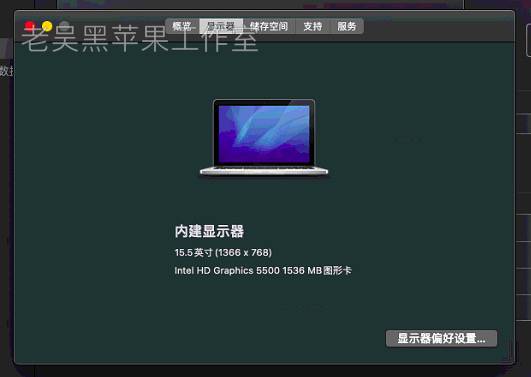 概览 显示器 储存空间 支持 服务
老吴黑苹果工作室
数据
内建显示器
15.5英寸 (1366 x 768)
Intel HD Graphics 5500 1536 MB图形卡
显示器偏好设置...